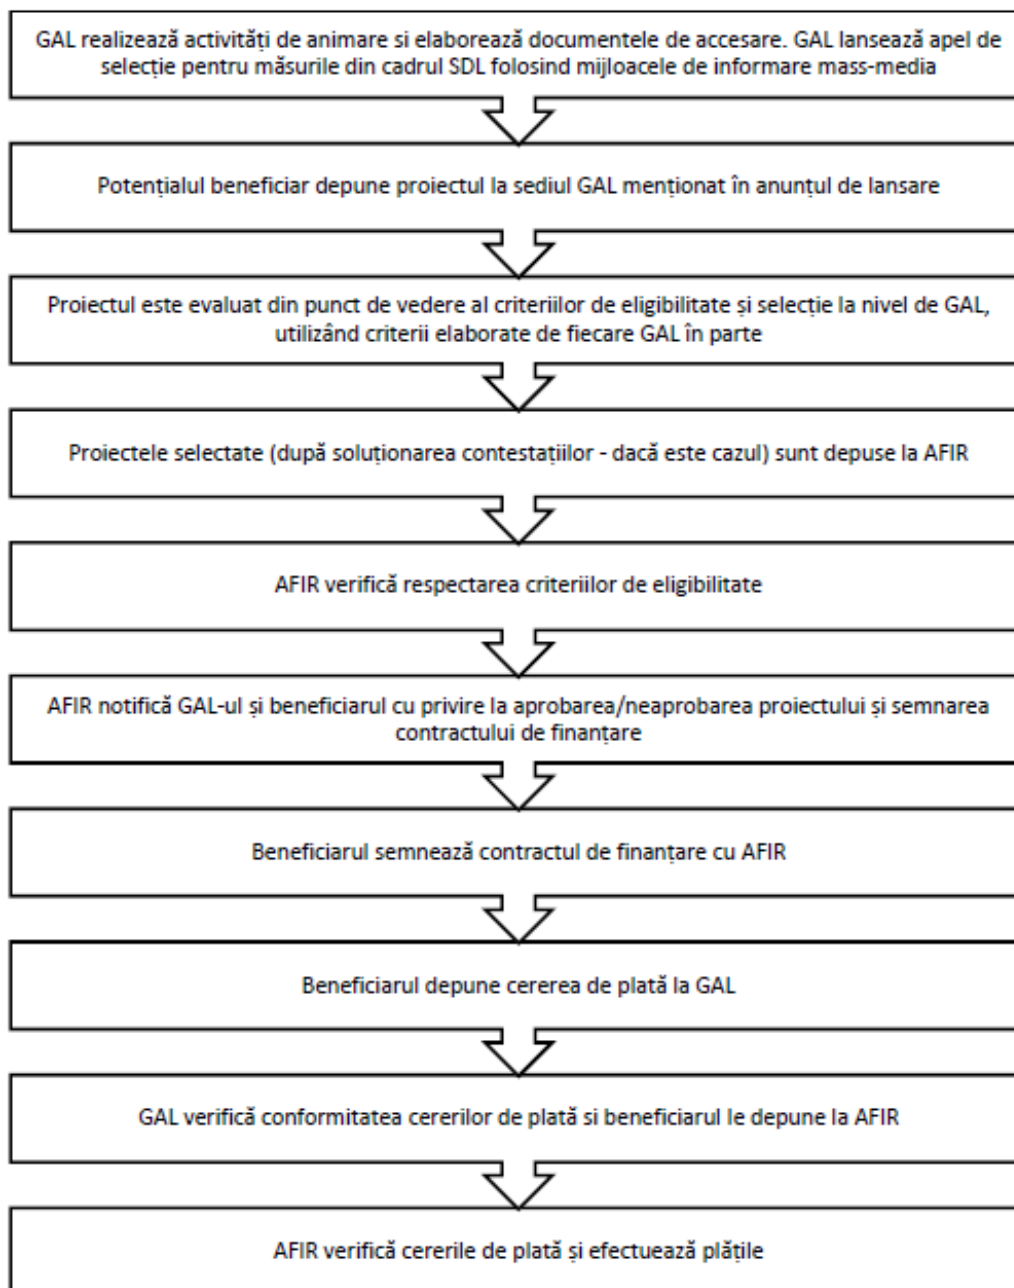 GAL realizează activități de animare si elaborează documentele de accesare. GAL lansează apel de
selecție pentru măsurile din cadrul SDL folosind mijloacele de informare mass-media
Potențialul beneficiar depune proiectul la sediul GAL menționat în anunțul de lansare
Proiectul este evaluat din punct de vedere al criteriilor de eligibilitate și selecție la nivel de GAL,
utilizând criterii elaborate de fiecare GAL în parte
Proiectele selectate (după soluționarea contestațiilor - dacă este cazul) sunt depuse la AFIR
AFIR verifică respectarea criteriilor de eligibilitate
AFIR notifică GAL-ul și beneficiarul cu privire la aprobarea/neaprobarea proiectului și semnarea
contractului de finanțare
Beneficiarul semnează contractul de finanțare cu AFIR
Beneficiarul depune cererea de plată la GAL
GAL verifică conformitatea cererilor de plată si beneficiarul le depune la AFIR
AFIR verifică cererile de plată și efectuează plățile